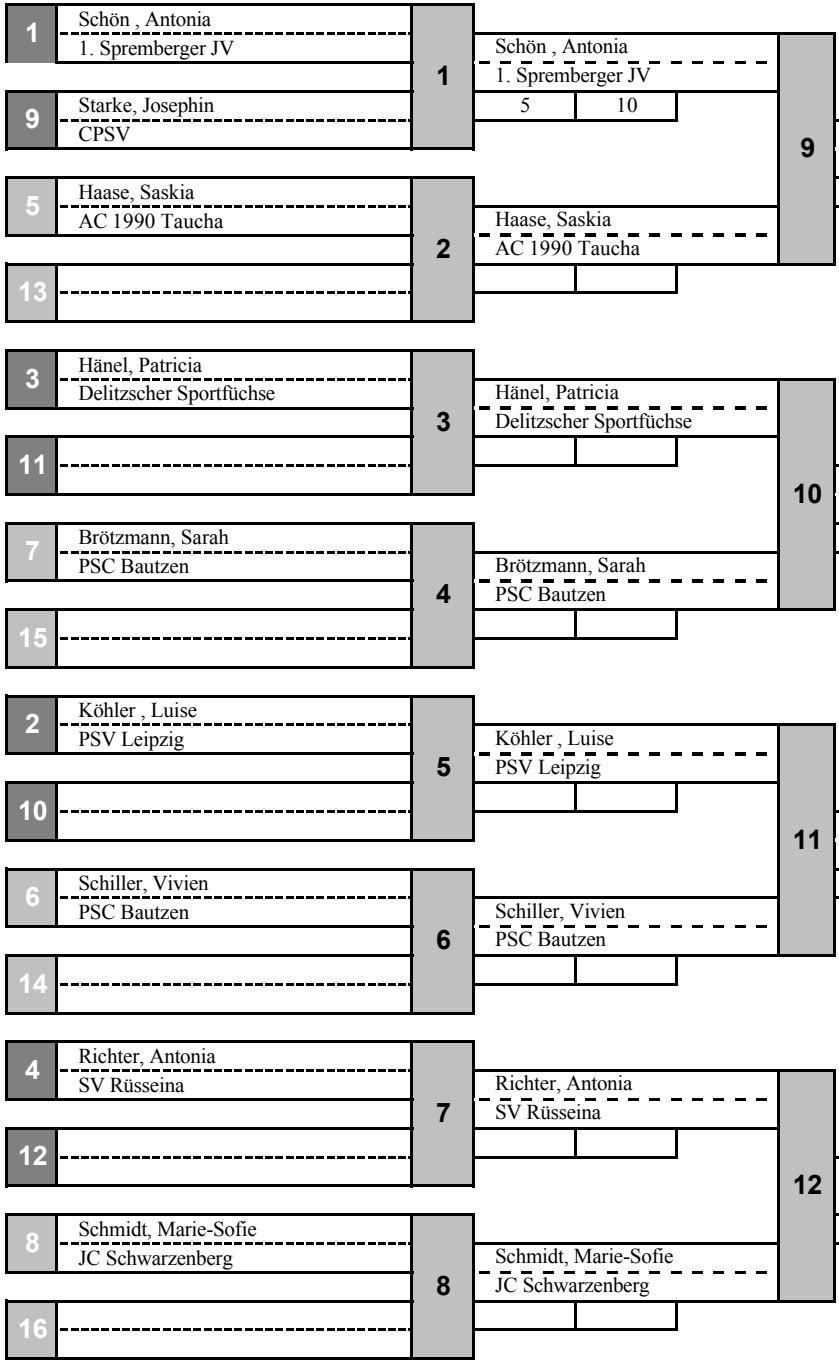 1
Schön , Antonia
1. Spremberger JV
9
Starke, Josephin
CPSV
1
Schön , Antonia
1. Spremberger JV
5 10
5
Haase, Saskia
AC 1990 Taucha
13
2
Haase, Saskia
AC 1990 Taucha
9
3
Hänel, Patricia
Delitzscher Sportfüchse
11
3
Hänel, Patricia
Delitzscher Sportfüchse
7
Brötzmann, Sarah
PSC Bautzen
15
4
Brötzmann, Sarah
PSC Bautzen
10
2
Köhler , Luise
PSV Leipzig
10
5
Köhler , Luise
PSV Leipzig
6
Schiller, Vivien
PSC Bautzen
14
6
Schiller, Vivien
PSC Bautzen
11
4
Richter, Antonia
SV Rüsseina
12
7
Richter, Antonia
SV Rüsseina
8
Schmidt, Marie-Sofie
JC Schwarzenberg
16
8
Schmidt, Marie-Sofie
JC Schwarzenberg
12